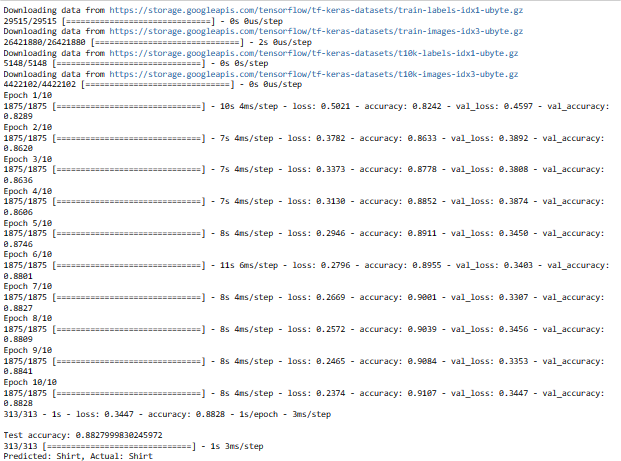 Downloading data from https://storage.googleapis.com/tensorflow/tf-keras-datasets/train-labels-idx1-ubyte.gz
29515/29515 [==============================] - 0s 0us/step
Downloading data from https://storage.googleapis.com/tensorflow/tf-keras-datasets/train-images-idx3-ubyte.gz
26421880/26421880 [==============================] - 2s 0us/step
Downloading data from https://storage.googleapis.com/tensorflow/tf-keras-datasets/t10k-labels-idx1-ubyte.gz
5148/5148 [==============================] - 0s 0s/step
Downloading data from https://storage.googleapis.com/tensorflow/tf-keras-datasets/t10k-images-idx3-ubyte.gz
4422102/4422102 [==============================] - 0s 0us/step
Epoch 1/10
1875/1875 [==============================] - 10s 4ms/step - loss: 0.5021 - accuracy: 0.8242 - val_loss: 0.4597 - val_accuracy:
0.8289
Epoch 2/10
1875/1875 [==============================] - 7s 4ms/step - loss: 0.3782 - accuracy: 0.8633 - val_loss: 0.3892 - val_accuracy:
0.8620
Epoch 3/10
1875/1875 [==============================] - 7s 4ms/step - loss: 0.3373 - accuracy: 0.8778 - val_loss: 0.3808 - val_accuracy:
0.8636
Epoch 4/10
1875/1875 [==============================] - 7s 4ms/step - loss: 0.3130 - accuracy: 0.8852 - val_loss: 0.3874 - val_accuracy:
0.8606
Epoch 5/10
1875/1875 [==============================] - 8s 4ms/step - loss: 0.2946 - accuracy: 0.8911 - val_loss: 0.3450 - val_accuracy:
0.8746
Epoch 6/10
1875/1875 [==============================] - 11s 6ms/step - loss: 0.2796 - accuracy: 0.8955 - val_loss: 0.3403 - val_accuracy:
0.8801
Epoch 7/10
1875/1875 [==============================] - 8s 4ms/step - loss: 0.2669 - accuracy: 0.9001 - val_loss: 0.3307 - val_accuracy:
0.8827
Epoch 8/10
1875/1875 [==============================] - 8s 4ms/step - loss: 0.2572 - accuracy: 0.9039 - val_loss: 0.3456 - val_accuracy:
0.8809
Epoch 9/10
1875/1875 [==============================] - 8s 4ms/step - loss: 0.2465 - accuracy: 0.9084 - val_loss: 0.3353 - val_accuracy:
0.8841
Epoch 10/10
1875/1875 [==============================] - 8s 4ms/step - loss: 0.2374 - accuracy: 0.9107 - val_loss: 0.3447 - val_accuracy:
0.8828
313/313 - 1s - loss: 0.3447 - accuracy: 0.8828 - 1s/epoch - 3ms/step
Test accuracy: 0.8827999830245972
313/313 [==============================] - 1s 3ms/step
Predicted: Shirt, Actual: Shirt